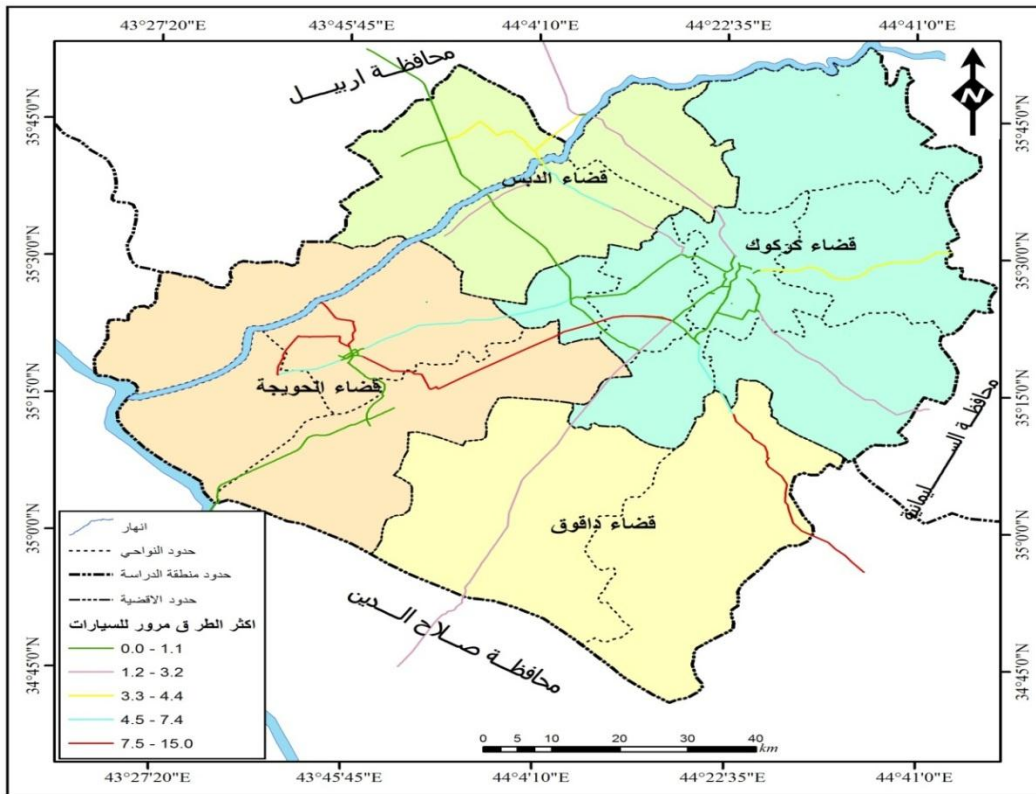 43°27'20"E 43°45'45"E 44°4'10"E 44°22'35"E 44°41'0"E
محافظة اربيل
N
35°45'0"N 35°45'0"N
قضاء الدبس
قضاء كركوك
35°30'0"N 35°30'0"N
قضاء الحويجة
35°15'0"N 35°15'0"N
محافظة السليمانية
قضاء داقوق
35°0'0"N 35°0'0"N
محافظة صلاح الدين
34°45'0"N 34°45'0"N
انهار
حدود النواحي
حدود منطقة الدراسة
حدود الاقضية
اكثر الطر ق مرور للسيارات
0.0 - 1.1
1.2 - 3.2
3.3 - 4.4
4.5 - 7.4
7.5 - 15.0
0 5 10 20 30 40
km
43°27'20"E 43°45'45"E 44°4'10"E 44°22'35"E 44°41'0"E